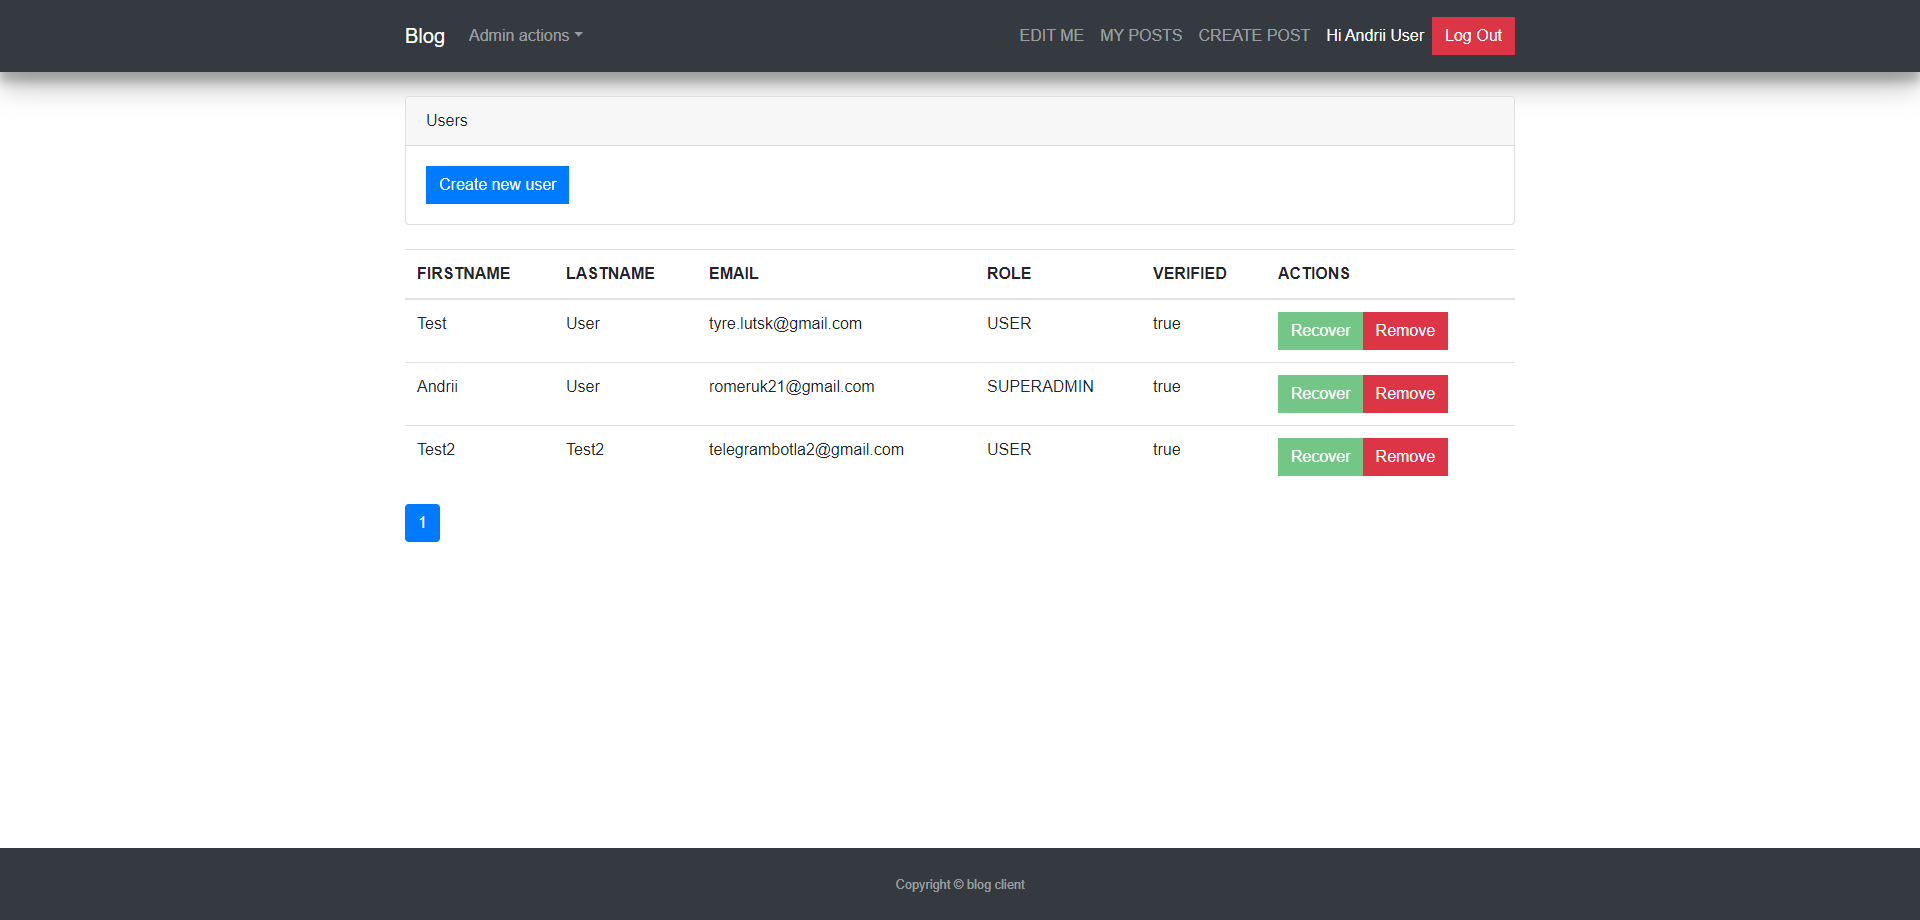 Blog Admin actions EDIT ME MY POSTS CREATE POST Hi Andrii User Log Out
Users
Create new user
FIRSTNAME LASTNAME EMAIL ROLE VERIFIED ACTIONS
Test User tyre.lutsk@gmail.com USER true Recover Remove
Andrii User romeruk21@gmail.com SUPERADMIN true Recover Remove
Test2 Test2 telegrambotla2@gmail.com USER true Recover Remove
1
Copyright © blog client